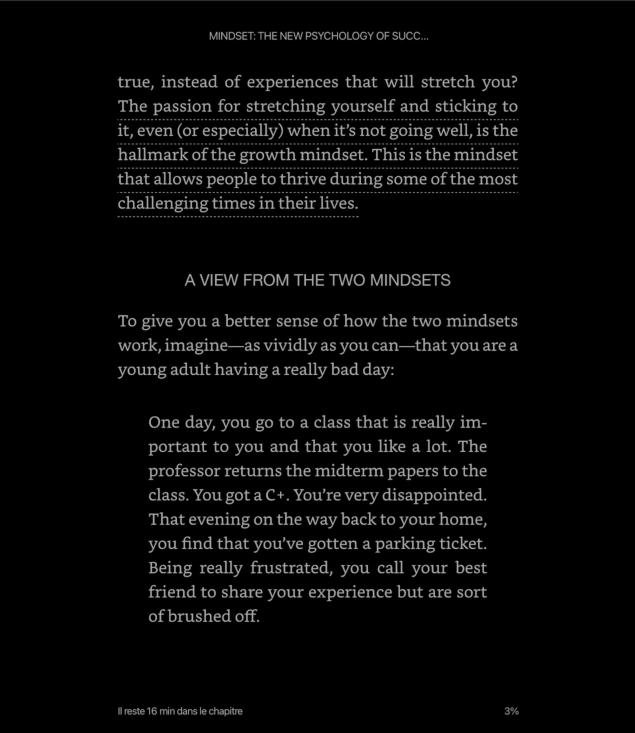 MINDSET: THE NEW PSYCHOLOGY OF SUCC...
true, instead of experiences that will stretch you?
The passion for stretching yourself and sticking to
it, even (or especially) when it’s not going well, is the
hallmark of the growth mindset. This is the mindset
that allows people to thrive during some of the most
challenging times in their lives.
A VIEW FROM THE TWO MINDSETS
To give you a better sense of how the two mindsets
work, imagine—as vividly as you can—that you are a
young adult having a really bad day:
One day, you go to a class that is really im-
portant to you and that you like a lot. The
professor returns the midterm papers to the
class. You got a C+. You’re very disappointed.
That evening on the way back to your home,
you find that you’ve gotten a parking ticket.
Being really frustrated, you call your best
friend to share your experience but are sort
of brushed off.
Il reste 16 min dans le chapitre
3%